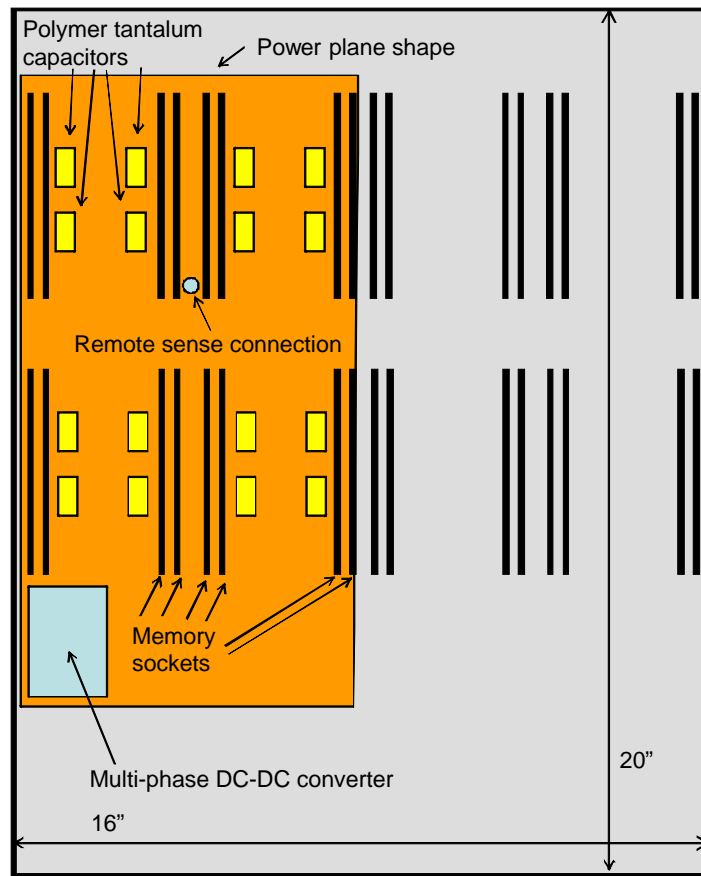 Polymer tantalum
capacitors
Power plane shape
Remote sense connection
Memory
sockets
Multi-phase DC-DC converter
20”
16”